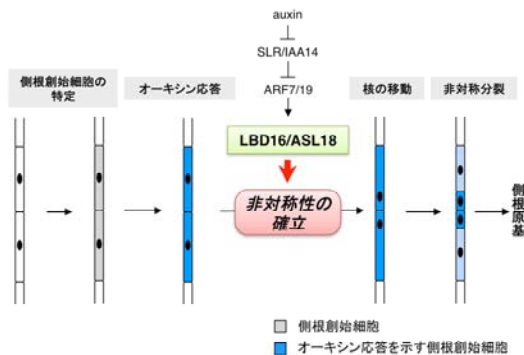 auxin
SLR/IAA14
ARF7/19
側根創始細胞の
特定
オーキシン応答
核の移動
非対称分裂
LBD16/ASL18
非対称性の
確立
側根原基
側根創始細胞
オーキシン応答を示す側根創始細胞